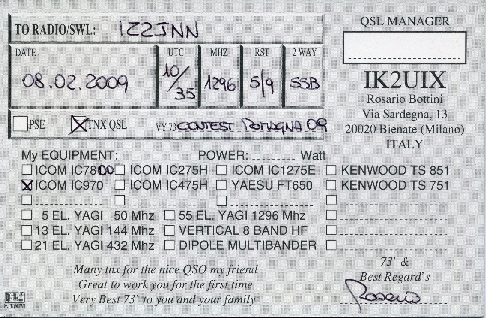 TO RADIO/SWL: IZ2JNN
QSL MANAGER
DATE UTC MHZ RST 2 WAY
08.02.2009 10/35 1296 5/9 SSB
IK2UIX
Rosario Bottini
Via Sardegna, 13
20020 Bienate (Milano)
ITALY
PSE X TNX QSL CONTEST ROMAGNA 09
My EQUIPMENT: POWER: Watt
ICOM IC7800 ICOM IC275H ICOM IC1275E KENWOOD TS 851
X ICOM IC970 ICOM IC475H YAESU FT650 KENWOOD TS 751
5 EL. YAGI 50 Mhz 55 EL. YAGI 1296 Mhz
13 EL. YAGI 144 Mhz VERTICAL 8 BAND HF
21 EL. YAGI 432 Mhz DIPOLE MULTIBANDER
Many tnx for the nice QSO my friend
Great to work you for the first time
Very Best 73' to you and your family
73' &
Best Regard's
Rosario